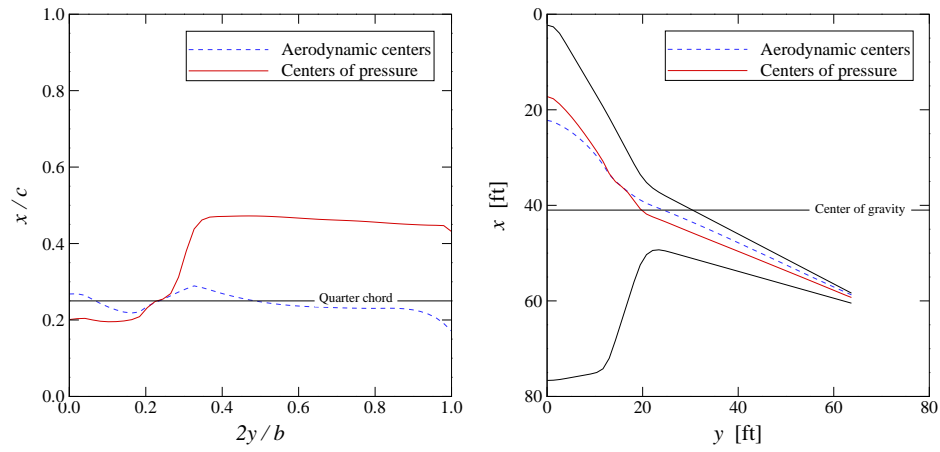 1.0
0.8
0.6
0.4
0.2
0.0
x / c
0.0 0.2 0.4 0.6 0.8 1.0
2y / b
Aerodynamic centers
Centers of pressure
Quarter chord
0
20
40
60
80
x [ft]
0 20 40 60 80
y [ft]
Aerodynamic centers
Centers of pressure
Center of gravity